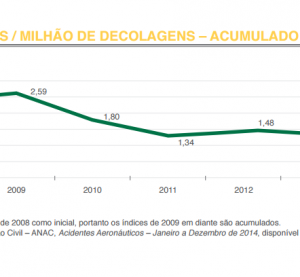 S / MILHÃO DE DECOLAGENS – ACUMULADO
2,59
1,80
1,34
1,48
2009 2010 2011 2012
de 2008 como inicial, portanto os índices de 2009 em diante são acumulados.
o Civil – ANAC, Acidentes Aeronáuticos – Janeiro a Dezembro de 2014, disponível